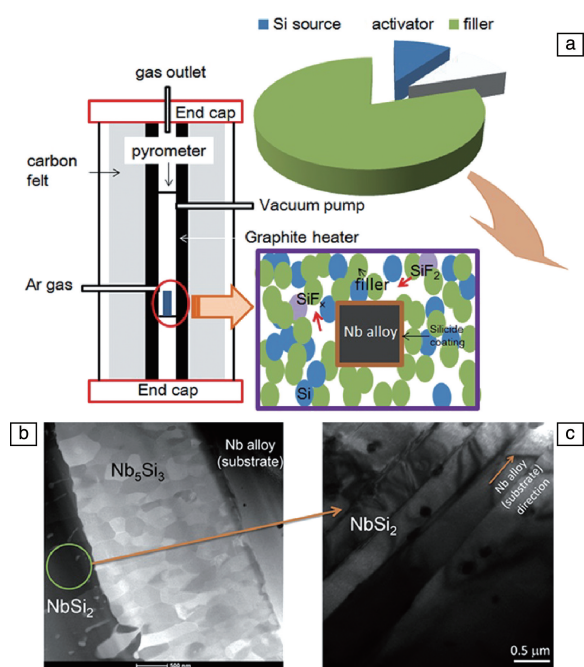 Si source activator filler
a
gas outlet
End cap
pyrometer
carbon
felt
Vacuum pump
Graphite heater
Ar gas
filler
SiF2
SiFx
Nb alloy
Silicide
coating
Si
End cap
b
Nb alloy
(substrate)
Nb5Si3
NbSi2
500 nm
c
Nb alloy
(substrate)
direction
NbSi2
0.5 μm